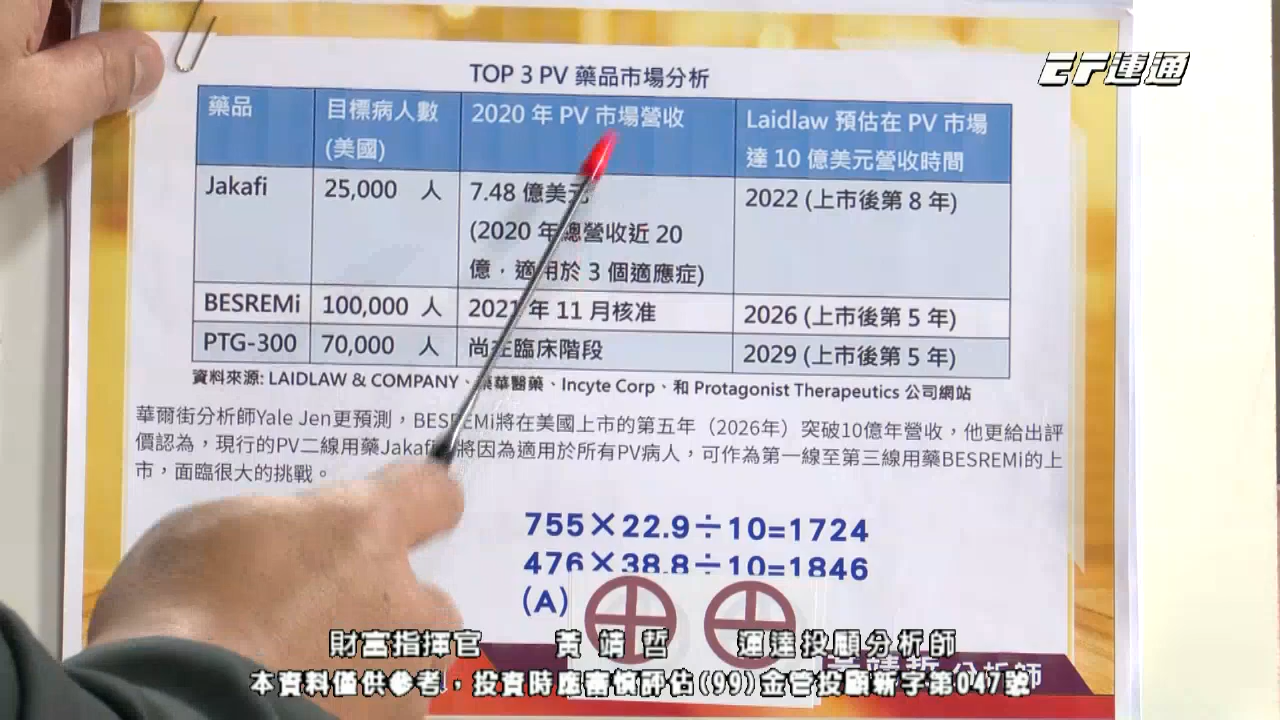 EF運通
TOP 3 PV 藥品市場分析
藥品
目標病人數
(美國)
2020 年 PV 市場營收
Laidlaw 預估在 PV 市場
達 10 億美元營收時間
Jakafi
25,000 人
7.48 億美元
(2020 年總營收近 20
億，適用於 3 個適應症)
2022 (上市後第 8 年)
BESREMi
100,000 人
2021 年 11 月核准
2026 (上市後第 5 年)
PTG-300
70,000 人
尚在臨床階段
2029 (上市後第 5 年)
資料來源: LAIDLAW & COMPANY、藥華醫藥、Incyte Corp、和 Protagonist Therapeutics 公司網站
華爾街分析師Yale Jen更預測，BESREMi將在美國上市的第五年（2026年）突破10億年營收，他更給出評
價認為，現行的PV二線用藥Jakafi 將因為適用於所有PV病人，可作為第一線至第三線用藥BESREMi的上
市，面臨很大的挑戰。
755×22.9÷10=1724
476×38.8÷10=1846
(A)
財富指揮官 黃靖哲 運達投顧分析師
黃靖哲 分析師
本資料僅供參考，投資時應審慎評估(99)金管投顧新字第047號